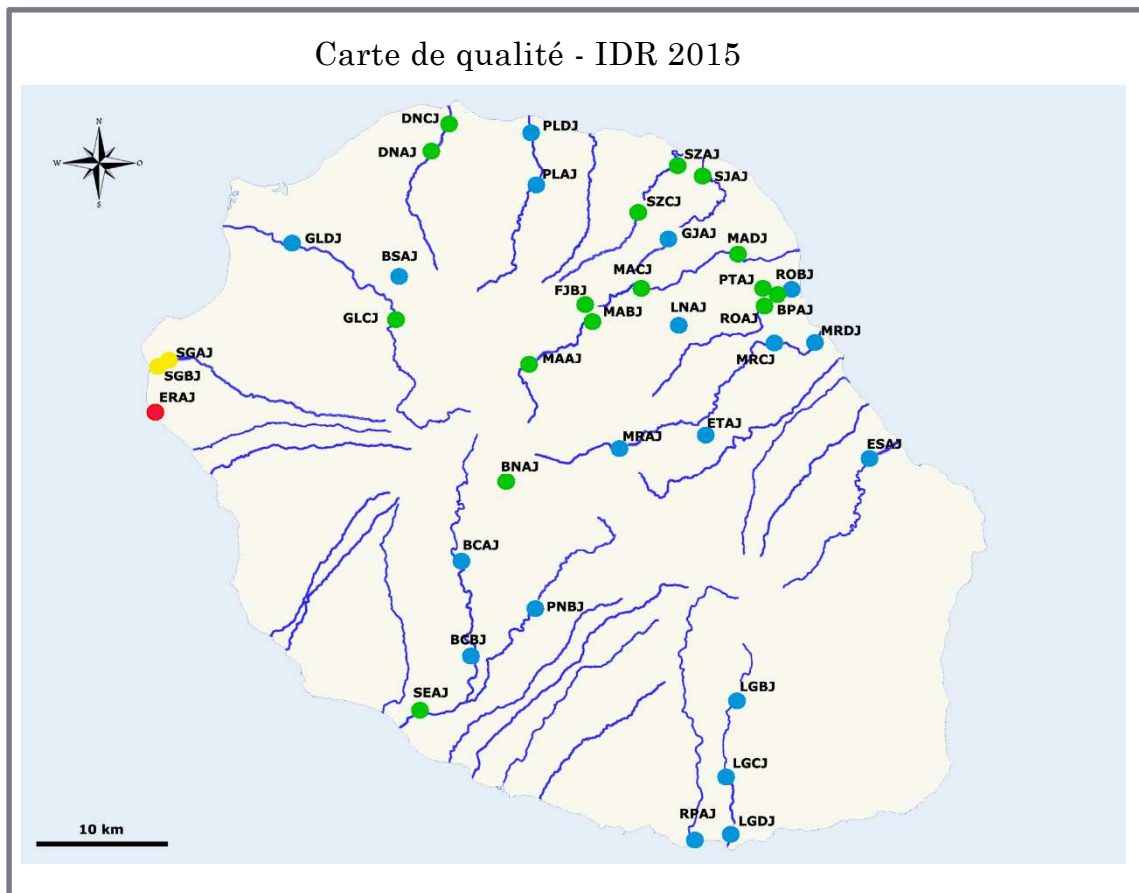 Carte de qualité - IDR 2015
N
W
O
S
DNCJ
PLDJ
DNAJ
SZAJ
SJAJ
PLAJ
SZCJ
GLDJ
GJAJ
MADJ
BSAJ
MACJ
PTAJ
ROBJ
FJBJ
LNAJ
BPAJ
GLCJ
MABJ
ROAJ
MRDJ
SGAJ
MAAJ
MRCJ
SGBJ
ERAJ
ETAJ
MRAJ
ESAJ
BNAJ
BCAJ
PNBJ
BCBJ
LGBJ
SEAJ
LGCJ
RPAJ
LGDJ
10 km